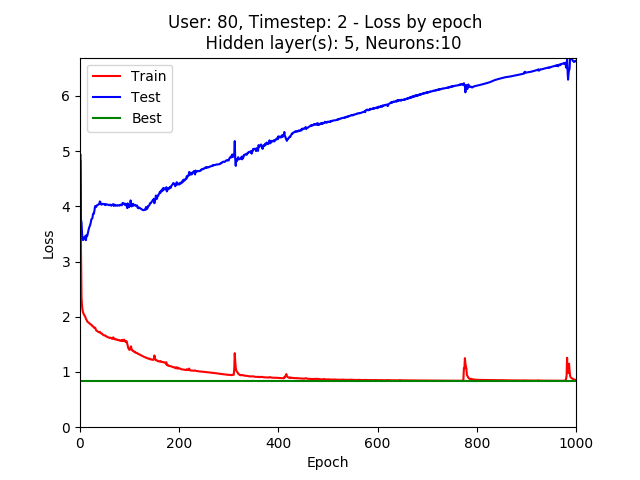 User: 80, Timestep: 2 - Loss by epoch
Hidden layer(s): 5, Neurons:10
Train
Test
Best
Loss
6
5
4
3
2
1
0
0 200 400 600 800 1000
Epoch